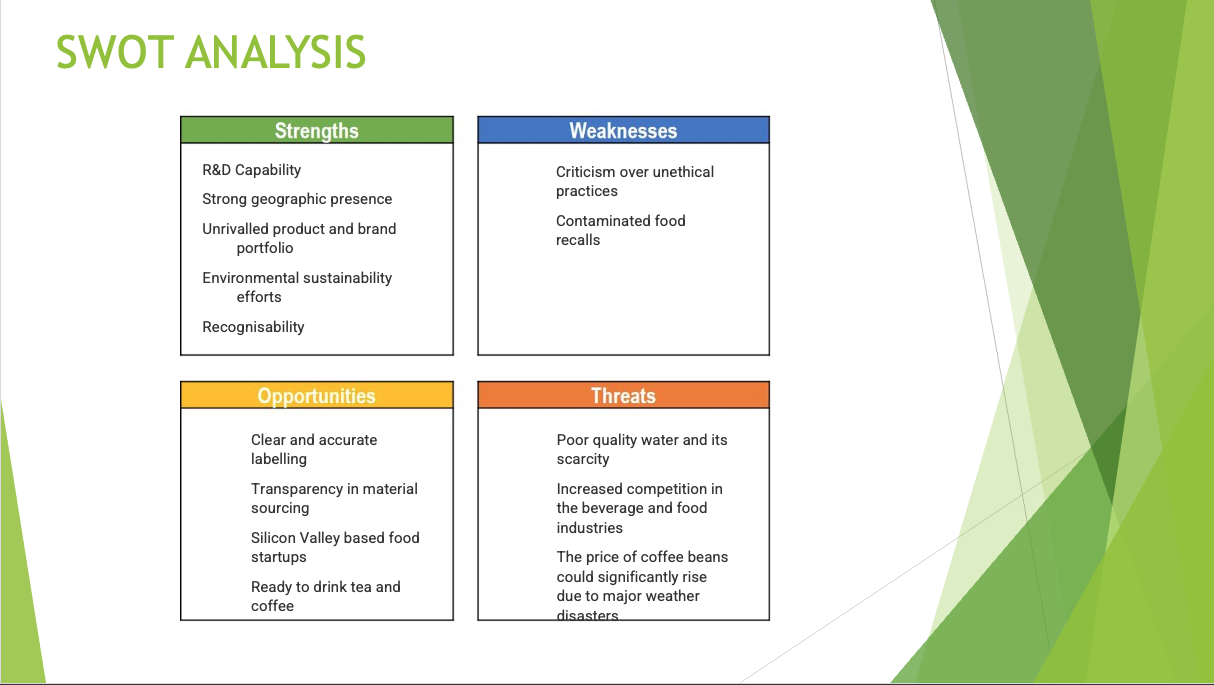 SWOT ANALYSIS
Strengths
R&D Capability
Strong geographic presence
Unrivalled product and brand
portfolio
Environmental sustainability
efforts
Recognisability
Weaknesses
Criticism over unethical
practices
Contaminated food
recalls
Opportunities
Clear and accurate
labelling
Transparency in material
sourcing
Silicon Valley based food
startups
Ready to drink tea and
coffee
Threats
Poor quality water and its
scarcity
Increased competition in
the beverage and food
industries
The price of coffee beans
could significantly rise
due to major weather
disasters